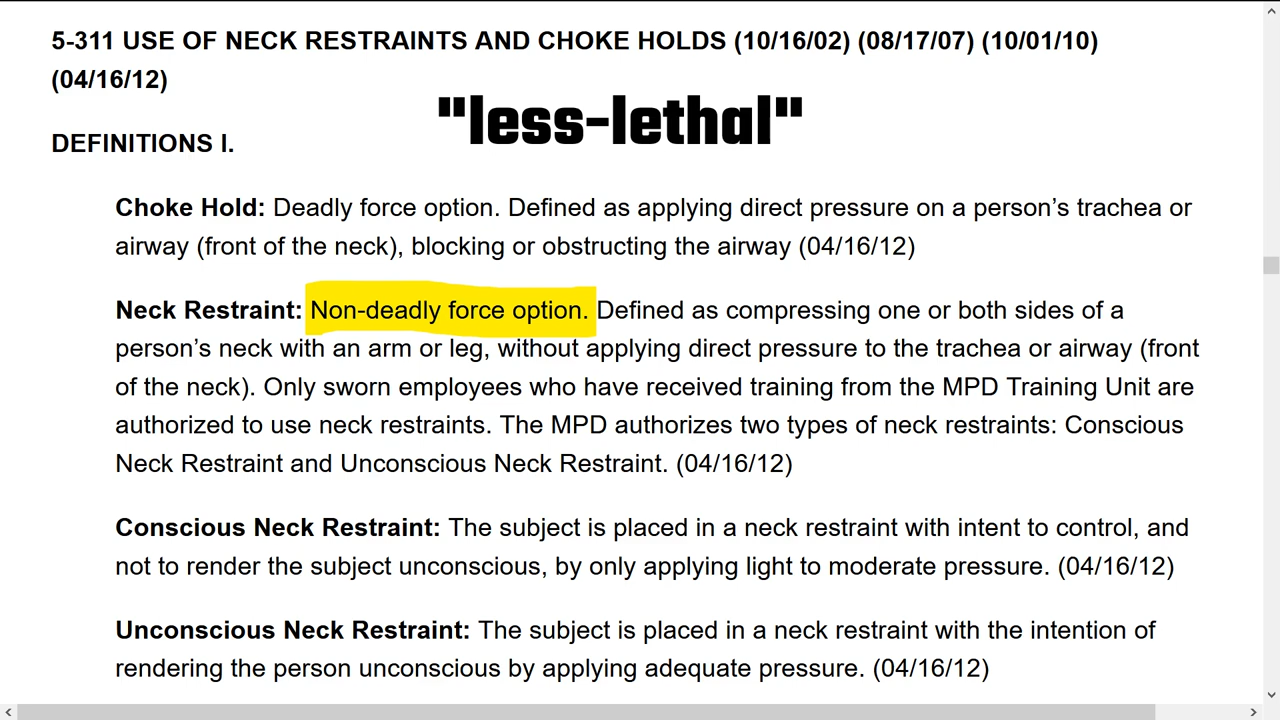 5-311 USE OF NECK RESTRAINTS AND CHOKE HOLDS (10/16/02) (08/17/07) (10/01/10)
(04/16/12)
"less-lethal"
DEFINITIONS I.
Choke Hold: Deadly force option. Defined as applying direct pressure on a person’s trachea or
airway (front of the neck), blocking or obstructing the airway (04/16/12)
Neck Restraint: Non-deadly force option. Defined as compressing one or both sides of a
person’s neck with an arm or leg, without applying direct pressure to the trachea or airway (front
of the neck). Only sworn employees who have received training from the MPD Training Unit are
authorized to use neck restraints. The MPD authorizes two types of neck restraints: Conscious
Neck Restraint and Unconscious Neck Restraint. (04/16/12)
Conscious Neck Restraint: The subject is placed in a neck restraint with intent to control, and
not to render the subject unconscious, by only applying light to moderate pressure. (04/16/12)
Unconscious Neck Restraint: The subject is placed in a neck restraint with the intention of
rendering the person unconscious by applying adequate pressure. (04/16/12)